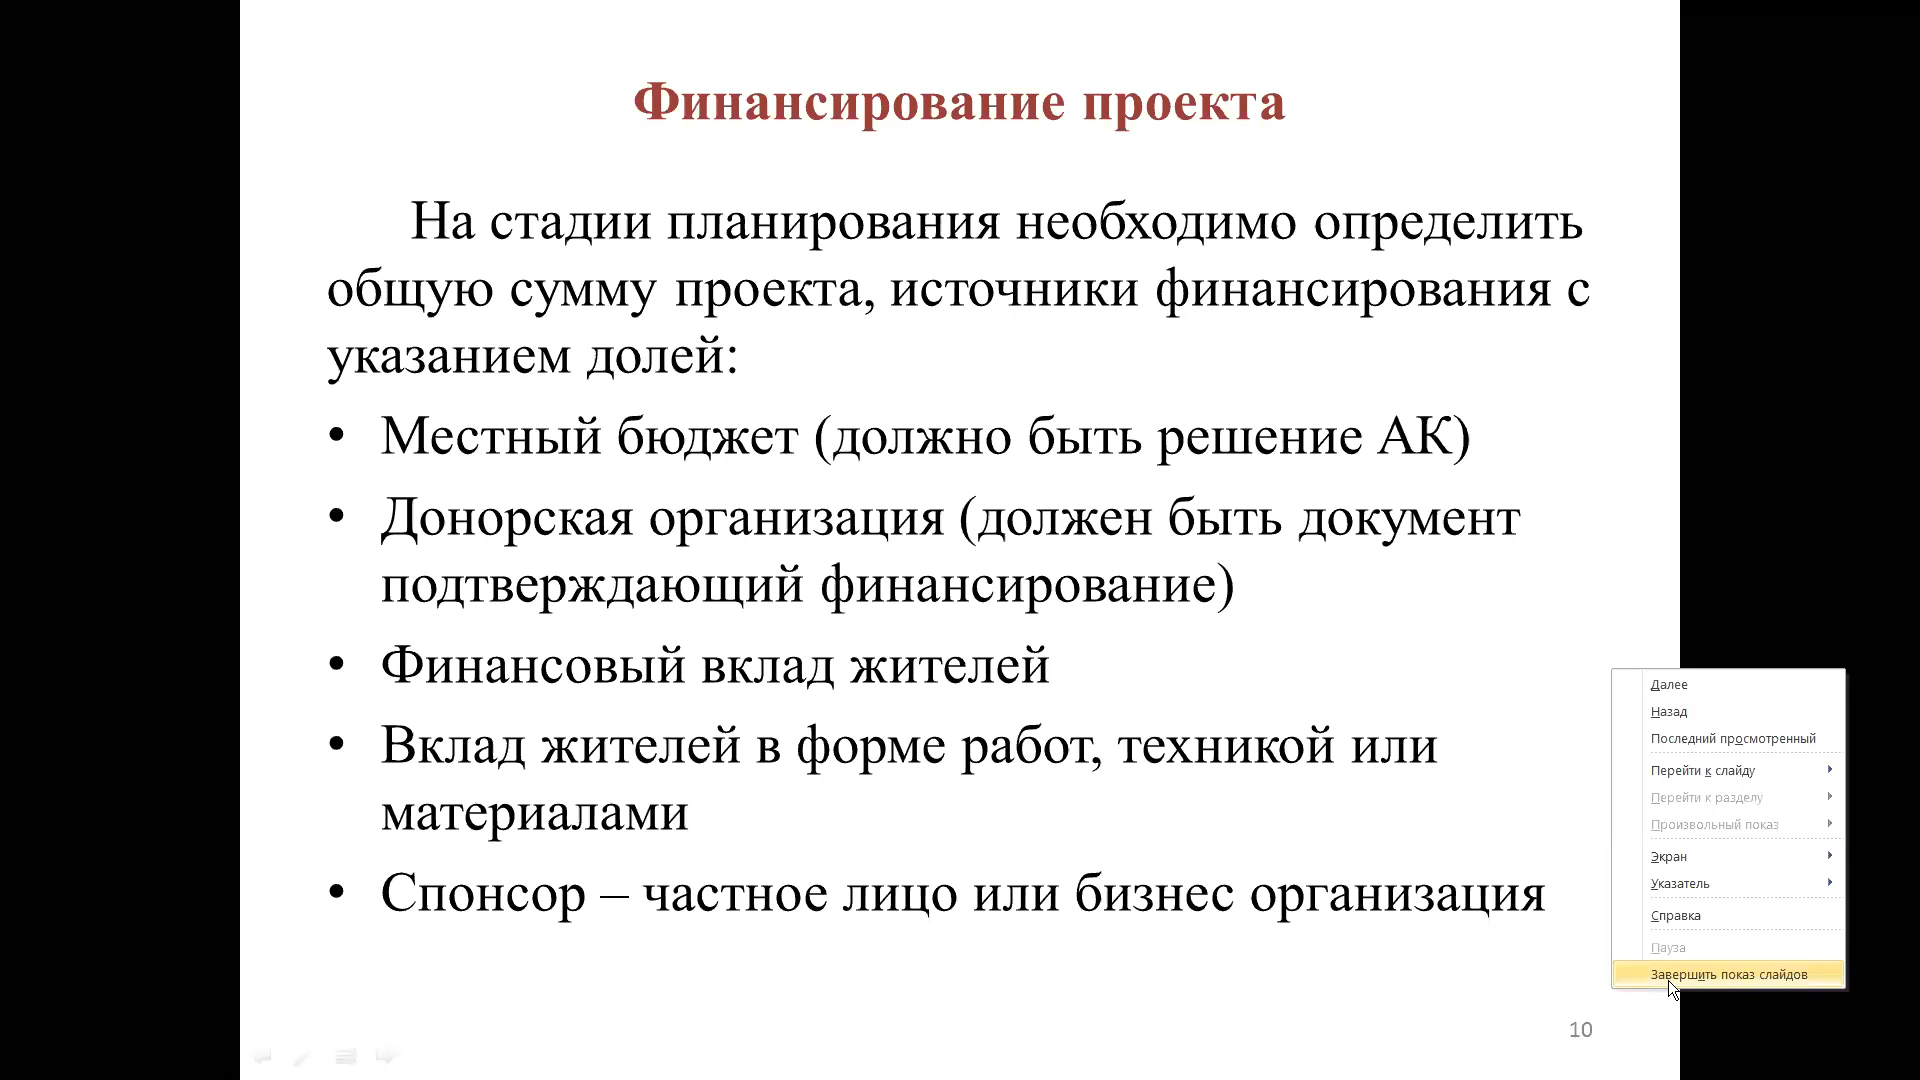 Финансирование проекта
На стадии планирования необходимо определить
общую сумму проекта, источники финансирования с
указанием долей:
• Местный бюджет (должно быть решение АК)
• Донорская организация (должен быть документ
подтверждающий финансирование)
• Финансовый вклад жителей
• Вклад жителей в форме работ, техникой или
материалами
• Спонсор – частное лицо или бизнес организация
Далее
Назад
Последний просмотренный
Перейти к слайду
Перейти к разделу
Произвольный показ
Экран
Указатель
Справка
Пауза
Завершить показ слайдов
10